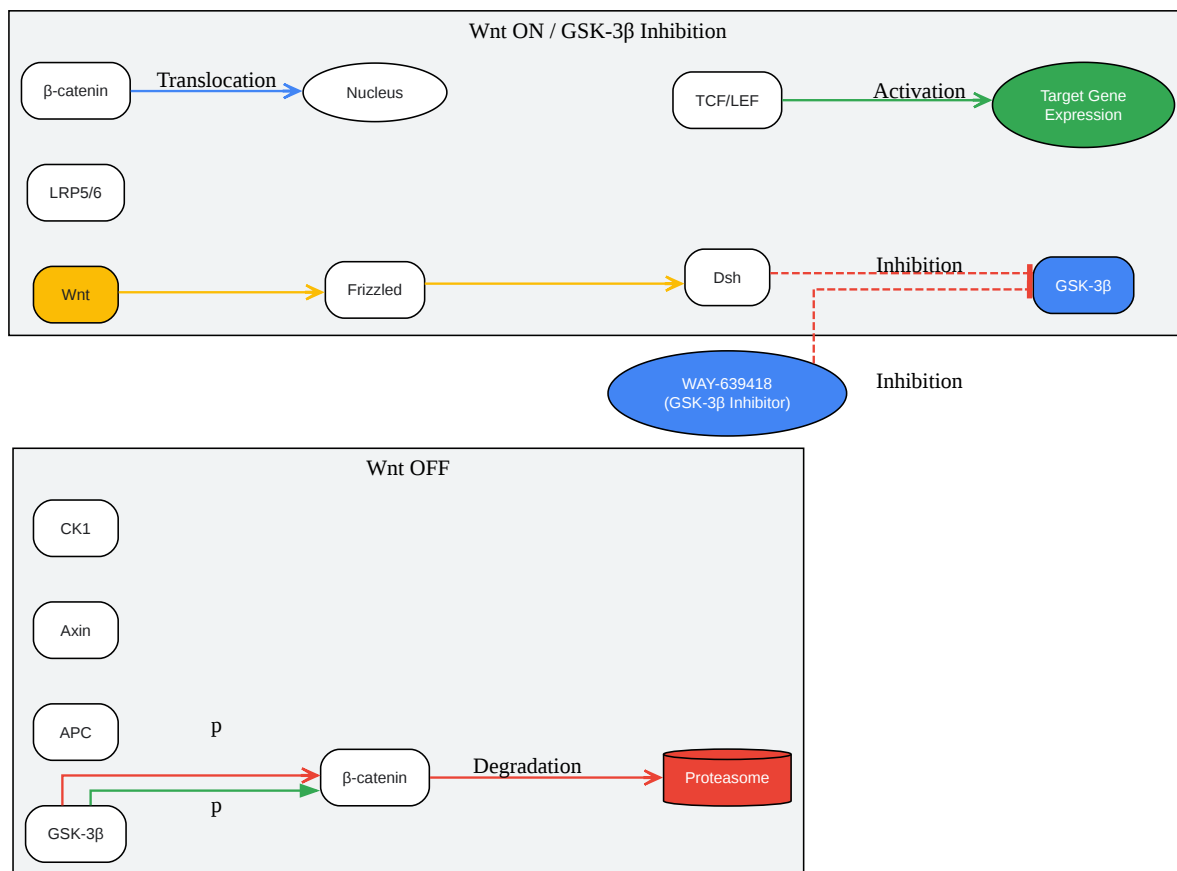 Wnt ON / GSK-3β Inhibition
β-catenin
Translocation
Nucleus
TCF/LEF
Activation
Target Gene
Expression
LRP5/6
Wnt
Frizzled
Dsh
Inhibition
GSK-3β
WAY-639418
(GSK-3β Inhibitor)
Inhibition
Wnt OFF
CK1
Axin
APC
p
β-catenin
Degradation
Proteasome
p
GSK-3β